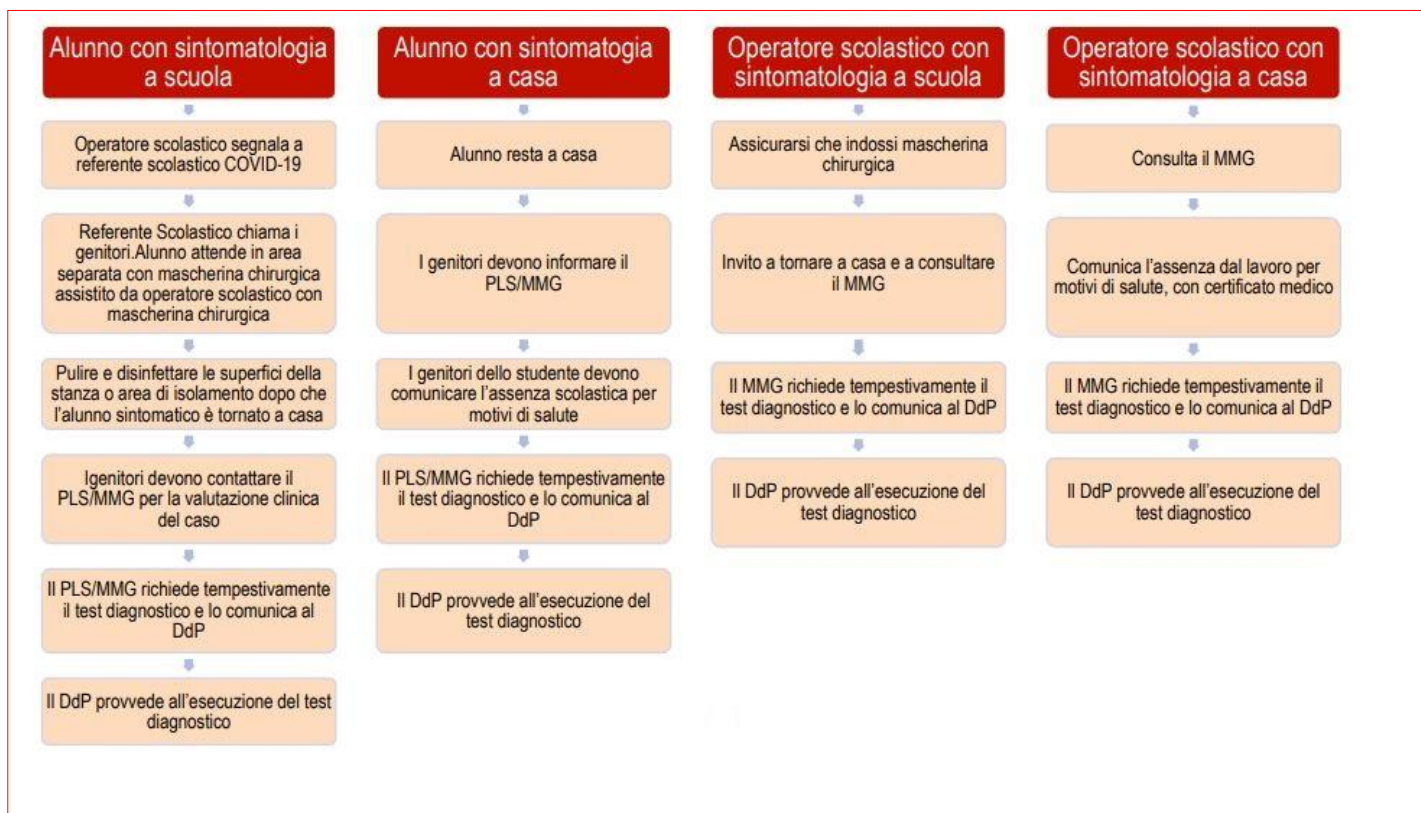 Alunno con sintomatologia
a scuola
Operatore scolastico segnala a
referente scolastico COVID-19
Referente Scolastico chiama i
genitori.Alunno attende in area
separata con mascherina chirurgica
assistito da operatore scolastico con
mascherina chirurgica
Pulire e disinfettare le superfici della
stanza o area di isolamento dopo che
l'alunno sintomatico è tornato a casa
Igenitori devono contattare il
PLS/MMG per la valutazione clinica
del caso
Il PLS/MMG richiede tempestivamente
il test diagnostico e lo comunica al
DdP
Il DdP provvede all'esecuzione del test
diagnostico
Alunno con sintomatogia
a casa
Alunno resta a casa
I genitori devono informare il
PLS/MMG
I genitori dello studente devono
comunicare l'assenza scolastica per
motivi di salute
Il PLS/MMG richiede tempestivamente
il test diagnostico e lo comunica al
DdP
Il DdP provvede all'esecuzione del
test diagnostico
Operatore scolastico con
sintomatologia a scuola
Assicurarsi che indossi mascherina
chirurgica
Invito a tornare a casa e a consultare
il MMG
Il MMG richiede tempestivamente il
test diagnostico e lo comunica al DdP
Il DdP provvede all'esecuzione del
test diagnostico
Operatore scolastico con
sintomatologia a casa
Consulta il MMG
Comunica l'assenza dal lavoro per
motivi di salute, con certificato medico
Il MMG richiede tempestivamente il
test diagnostico e lo comunica al DdP
Il DdP provvede all'esecuzione del
test diagnostico